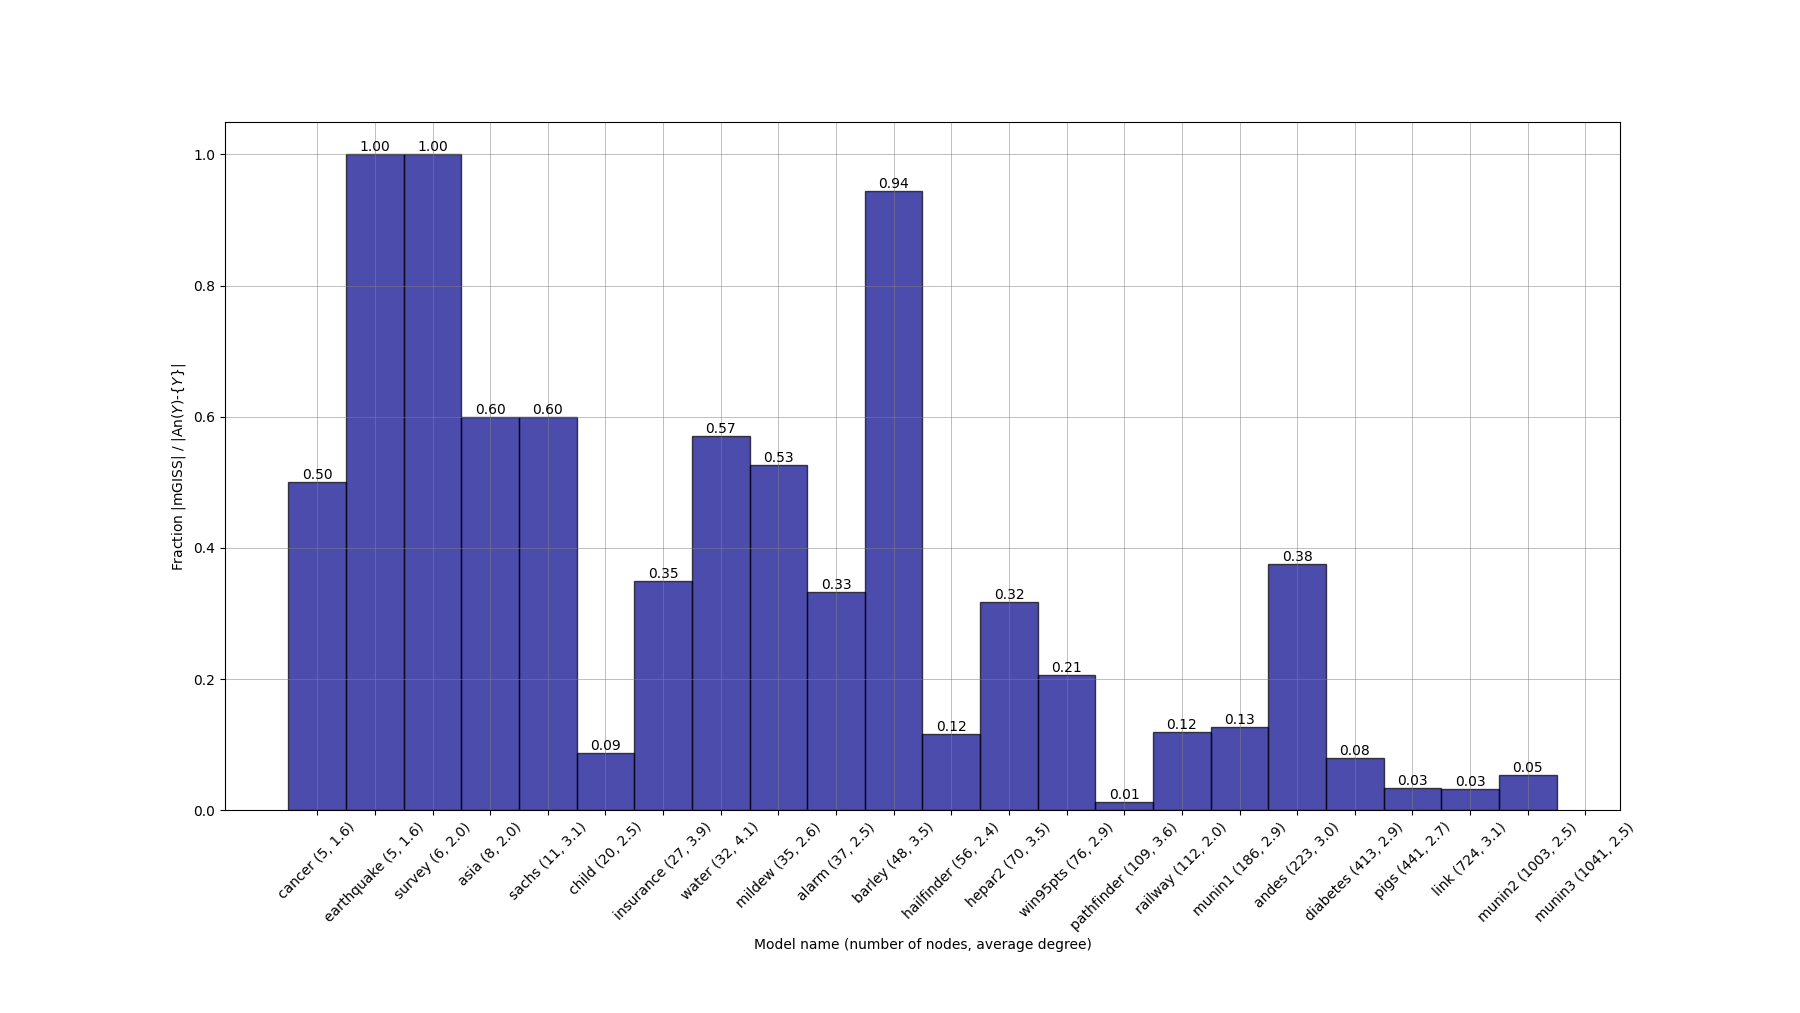 1.00 1.00
1.0
0.94
0.8
0.60 0.60
0.6
0.57
0.53
0.50
0.4
0.38
0.35
0.33
0.32
0.2
0.21
0.13
0.12 0.12
0.09
0.08
0.05
0.03 0.03
0.01
0.0
Fraction |mGISS| / |An(Y)-{Y}|
cancer (5, 1.6)
earthquake (5, 1.6)
survey (6, 2.0)
asia (8, 2.0)
sachs (11, 3.1)
child (20, 2.5)
insurance (27, 3.9)
water (32, 4.1)
mildew (35, 2.6)
alarm (37, 2.5)
barley (48, 3.5)
hailfinder (56, 2.4)
hepar2 (70, 3.5)
win95pts (76, 2.9)
pathfinder (109, 3.6)
railway (112, 2.0)
munin1 (186, 2.9)
andes (223, 3.0)
diabetes (413, 2.9)
pigs (441, 2.7)
link (724, 3.1)
munin2 (1003, 2.5)
munin3 (1041, 2.5)
Model name (number of nodes, average degree)